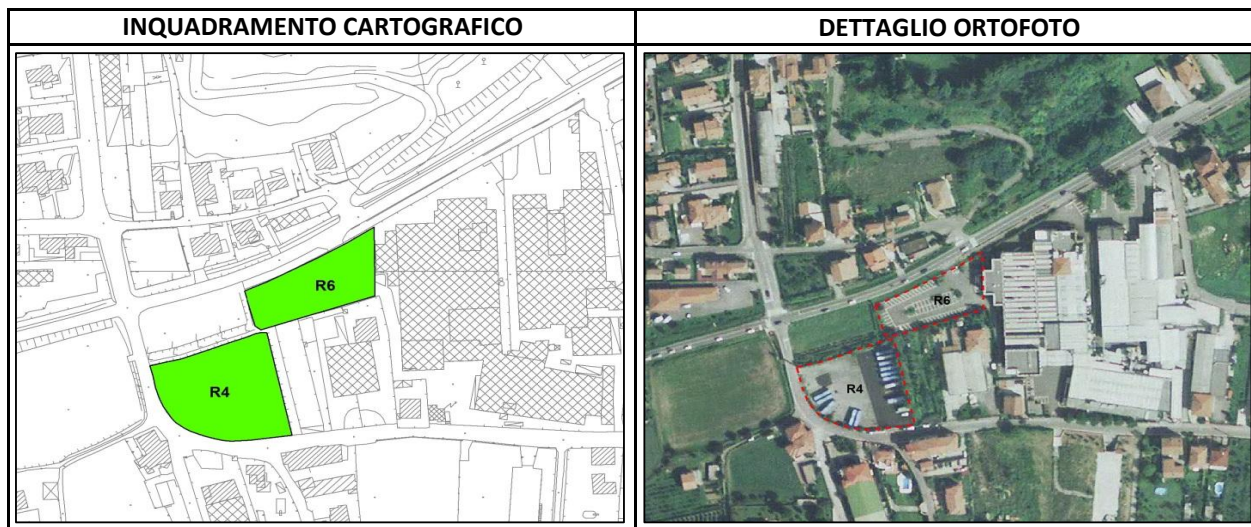 INQUADRAMENTO CARTOGRAFICO
DETTAGLIO ORTOFOTO
R6
R4
R6
R4